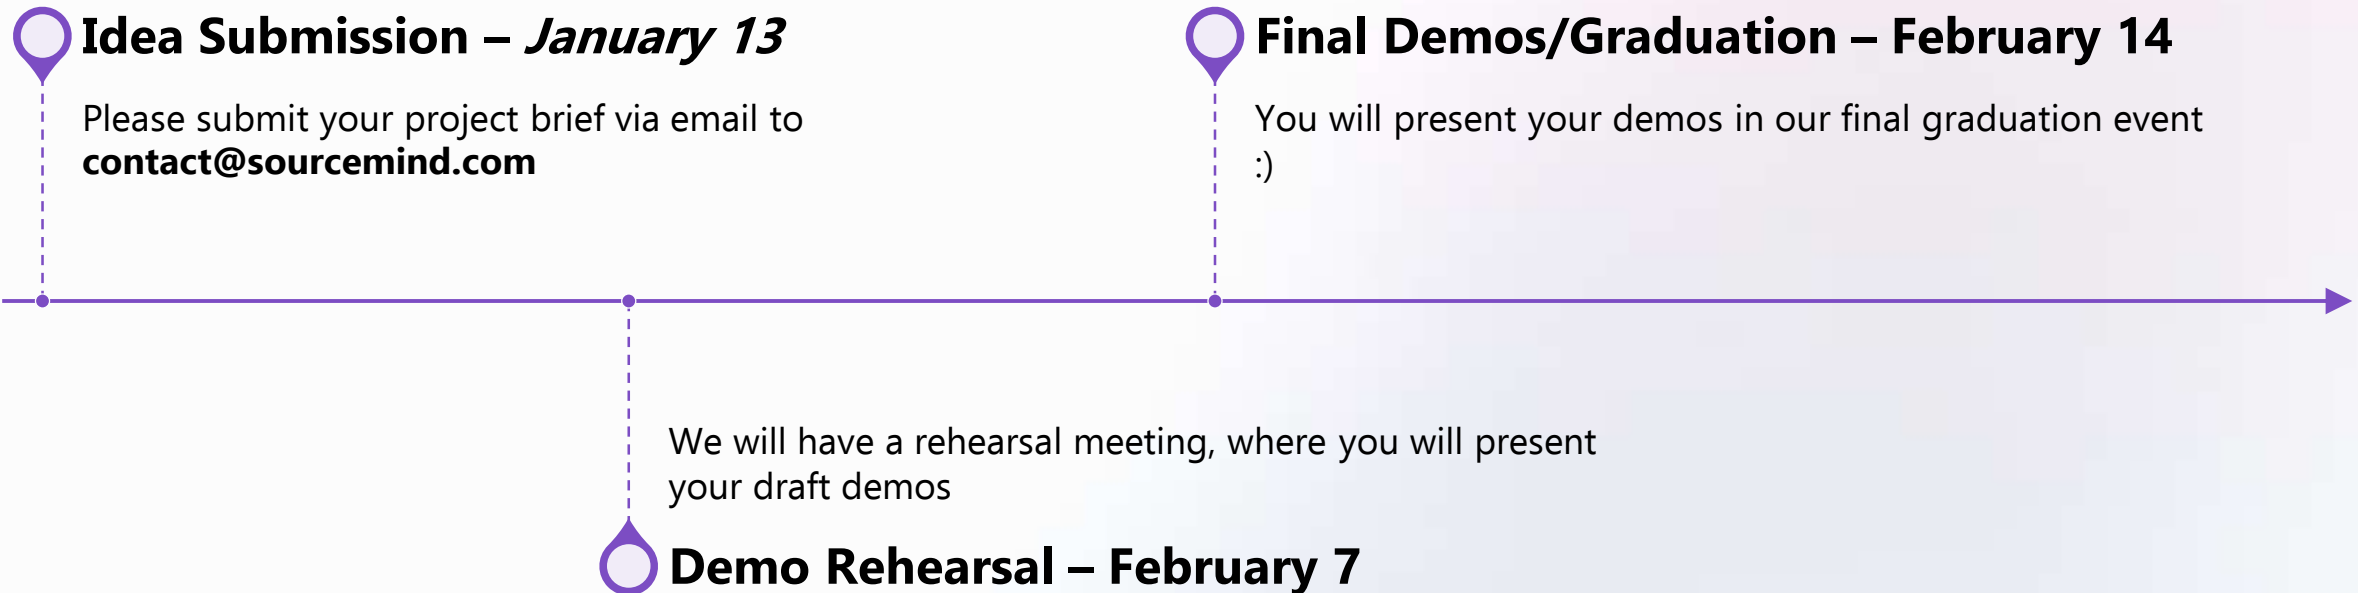 Idea Submission – January 13
Please submit your project brief via email to
contact@sourcemind.com
Final Demos/Graduation – February 14
You will present your demos in our final graduation event
:)
We will have a rehearsal meeting, where you will present
your draft demos
Demo Rehearsal – February 7